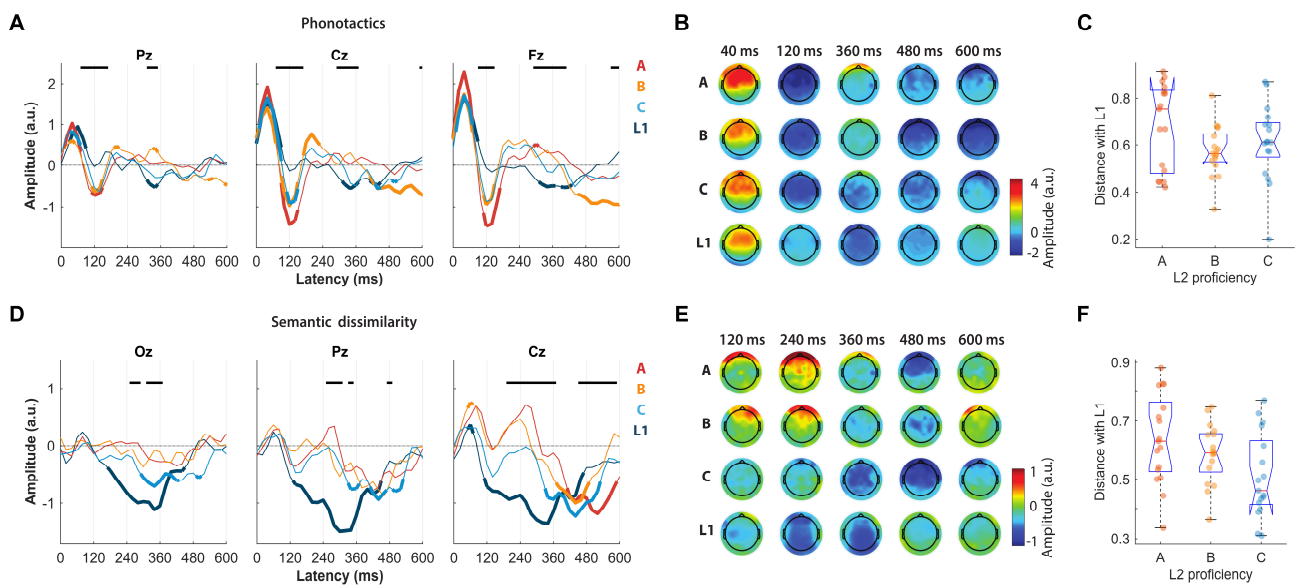 A
Phonotactics
Pz
Cz
Fz
A
B
C
L1
Amplitude (a.u.)
2
1
0
-1
0 120 240 360 480 600
0 120 240 360 480 600
0 120 240 360 480 600
Latency (ms)
B
40 ms 120 ms 360 ms 480 ms 600 ms
A
B
C
L1
4
2
0
-2
Amplitude (a.u.)
C
Distance with L1
0.8
0.6
0.4
0.2
A B C
L2 proficiency
D
Semantic dissimilarity
Oz
Pz
Cz
A
B
C
L1
Amplitude (a.u.)
1
0
-1
0 120 240 360 480 600
0 120 240 360 480 600
0 120 240 360 480 600
Latency (ms)
E
120 ms 240 ms 360 ms 480 ms 600 ms
A
B
C
L1
1
0
-1
Amplitude (a.u.)
F
Distance with L1
0.9
0.7
0.5
0.3
A B C
L2 proficiency